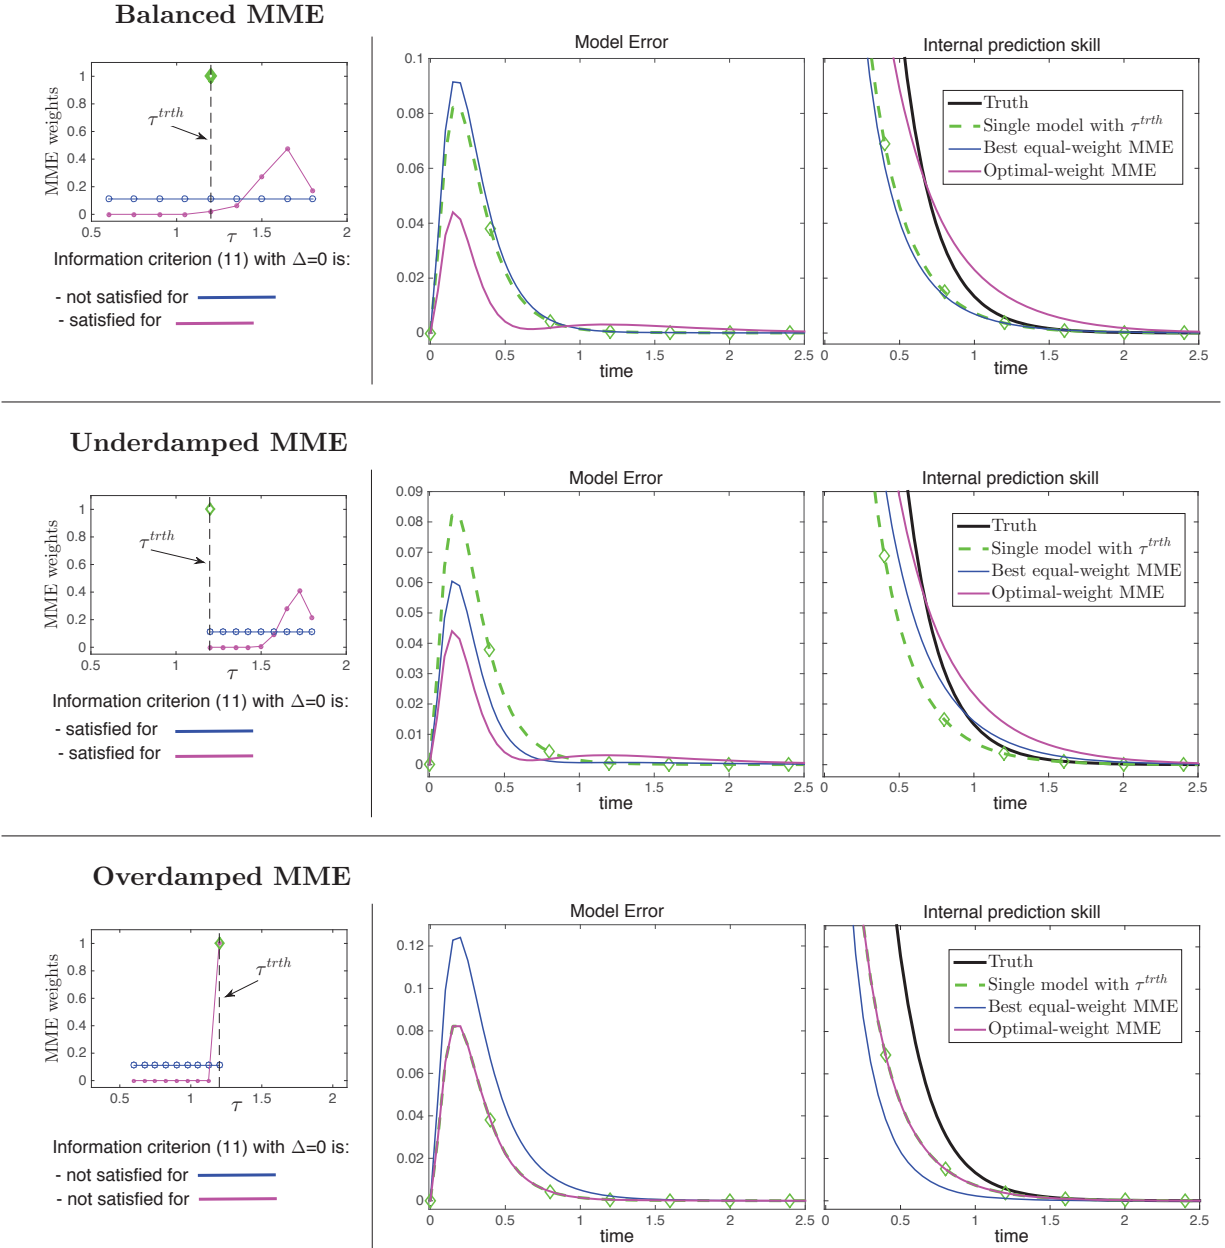 Balanced MME
MME weights
1
0.8
0.6
0.4
0.2
0
0.5
1
1.5
2
τ
τ^{trth}
Information criterion (11) with Δ=0 is:
- not satisfied for
- satisfied for
Model Error
0.1
0.08
0.06
0.04
0.02
0
0
0.5
1
1.5
2
2.5
time
Internal prediction skill
Truth
Single model with τ^{trth}
Best equal-weight MME
Optimal-weight MME
0
0.5
1
1.5
2
2.5
time
Underdamped MME
MME weights
1
0.8
0.6
0.4
0.2
0
0.5
1
1.5
2
τ
τ^{trth}
Information criterion (11) with Δ=0 is:
- satisfied for
- satisfied for
Model Error
0.09
0.08
0.07
0.06
0.05
0.04
0.03
0.02
0.01
0
0
0.5
1
1.5
2
2.5
time
Internal prediction skill
Truth
Single model with τ^{trth}
Best equal-weight MME
Optimal-weight MME
0
0.5
1
1.5
2
2.5
time
Overdamped MME
MME weights
1
0.8
0.6
0.4
0.2
0
0.5
1
1.5
2
τ
τ^{trth}
Information criterion (11) with Δ=0 is:
- not satisfied for
- not satisfied for
Model Error
0.12
0.1
0.08
0.06
0.04
0.02
0
0
0.5
1
1.5
2
2.5
time
Internal prediction skill
Truth
Single model with τ^{trth}
Best equal-weight MME
Optimal-weight MME
0
0.5
1
1.5
2
2.5
time